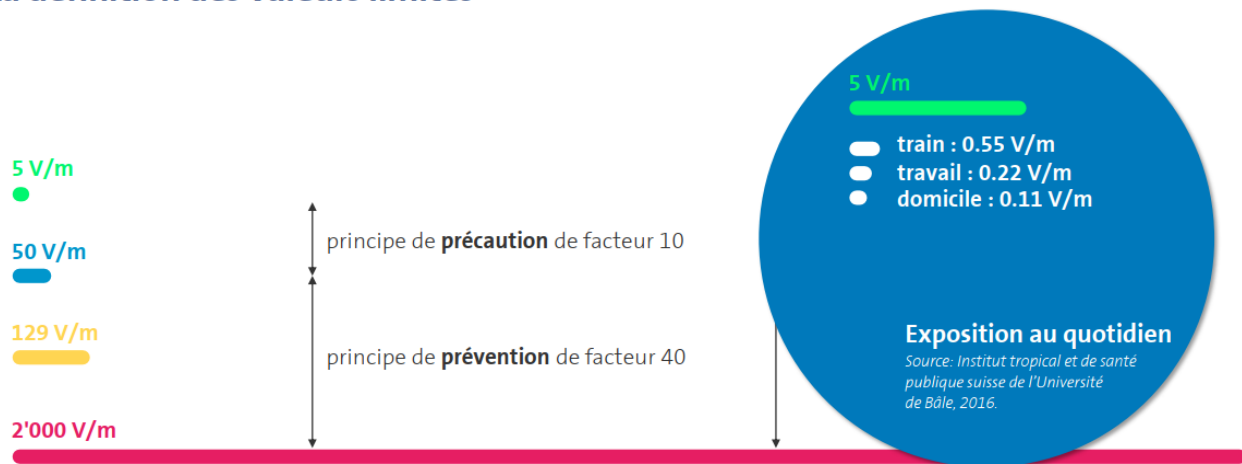 5 V/m
50 V/m
129 V/m
2'000 V/m
principe de précaution de facteur 10
principe de prévention de facteur 40
5 V/m
train : 0.55 V/m
travail : 0.22 V/m
domicile : 0.11 V/m
Exposition au quotidien
Source: Institut tropical et de santé
publique suisse de l'Université
de Bâle, 2016.